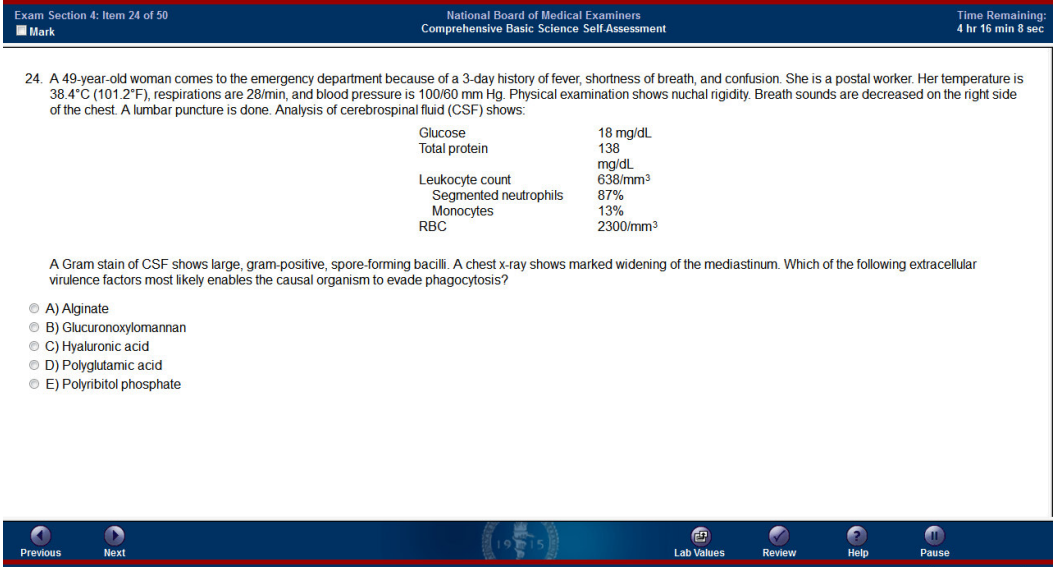 Exam Section 4: Item 24 of 50
National Board of Medical Examiners
Time Remaining:
Mark
Comprehensive Basic Science Self-Assessment
4 hr 16 min 8 sec
24. A 49-year-old woman comes to the emergency department because of a 3-day history of fever, shortness of breath, and confusion. She is a postal worker. Her temperature is
38.4°C (101.2°F), respirations are 28/min, and blood pressure is 100/60 mm Hg. Physical examination shows nuchal rigidity. Breath sounds are decreased on the right side
of the chest. A lumbar puncture is done. Analysis of cerebrospinal fluid (CSF) shows:
Glucose 18 mg/dL
Total protein 138
mg/dL
Leukocyte count 638/mm³
Segmented neutrophils 87%
Monocytes 13%
RBC 2300/mm³
A Gram stain of CSF shows large, gram-positive, spore-forming bacilli. A chest x-ray shows marked widening of the mediastinum. Which of the following extracellular
virulence factors most likely enables the causal organism to evade phagocytosis?
A) Alginate
B) Glucuronoxylomannan
C) Hyaluronic acid
D) Polyglutamic acid
E) Polyribitol phosphate
1915
Previous
Next
Lab Values
Review
Help
Pause